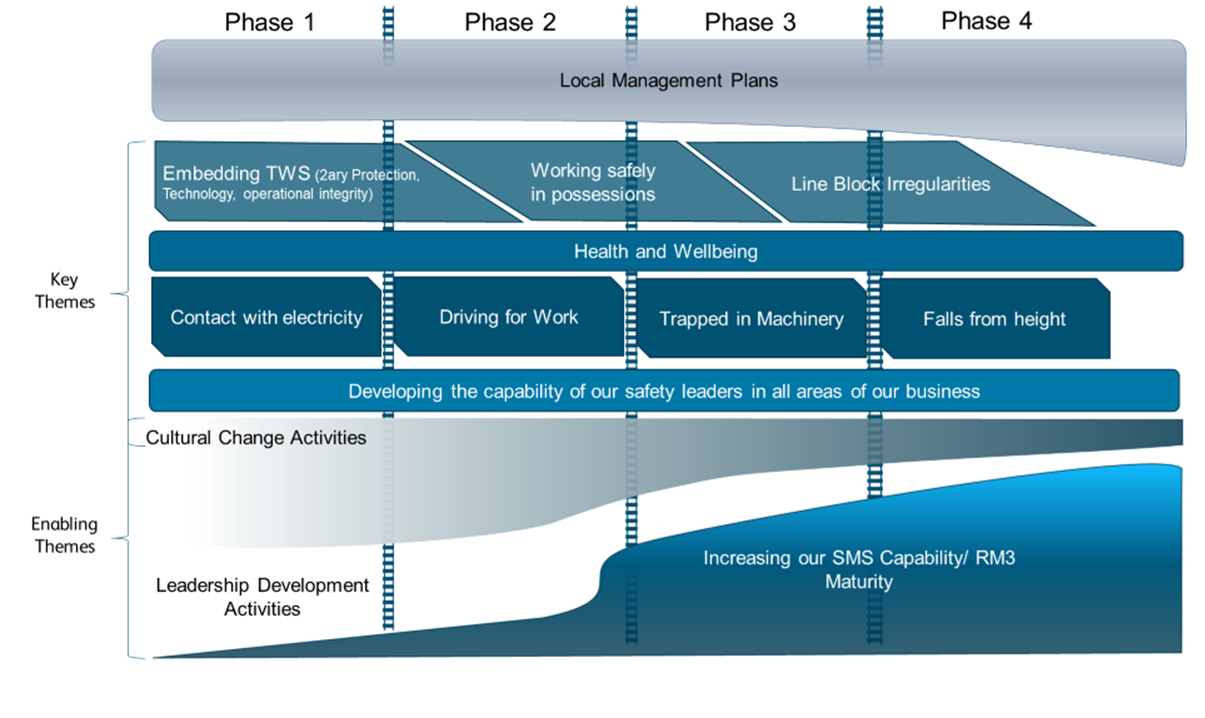 Phase 1
Phase 2
Phase 3
Phase 4
Local Management Plans
Embedding TWS (2ary Protection,
Technology, operational integrity)
Working safely
in possessions
Line Block Irregularities
Health and Wellbeing
Key
Themes
Contact with electricity
Driving for Work
Trapped in Machinery
Falls from height
Developing the capability of our safety leaders in all areas of our business
Cultural Change Activities
Enabling
Themes
Leadership Development
Activities
Increasing our SMS Capability/ RM3
Maturity